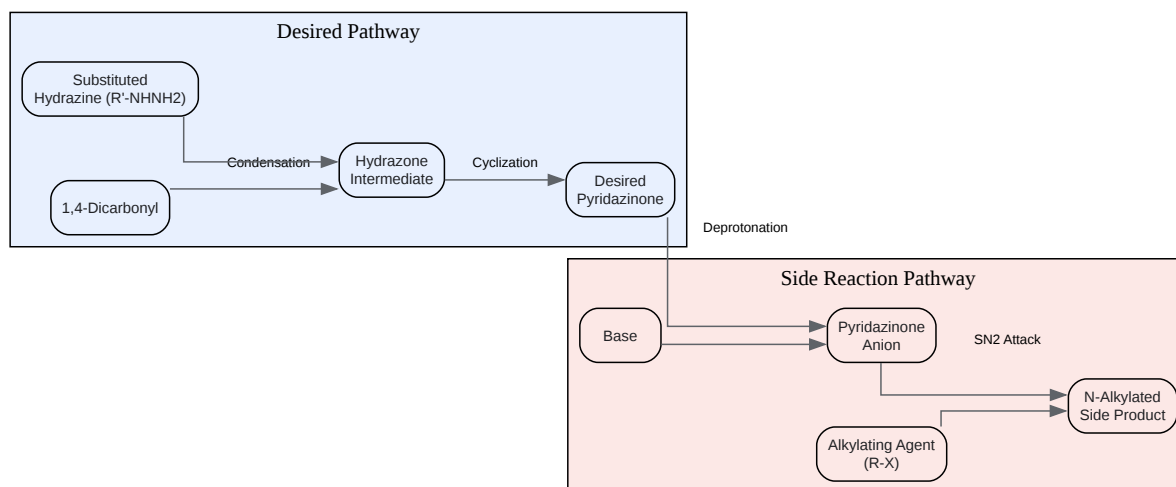 Desired Pathway
Substituted
Hydrazine (R'-NHNH2)
Condensation
Hydrazone
Intermediate
Cyclization
1,4-Dicarbonyl
Desired
Pyridazinone
Deprotonation
Side Reaction Pathway
Base
Pyridazinone
Anion
SN2 Attack
N-Alkylated
Side Product
Alkylating Agent
(R-X)